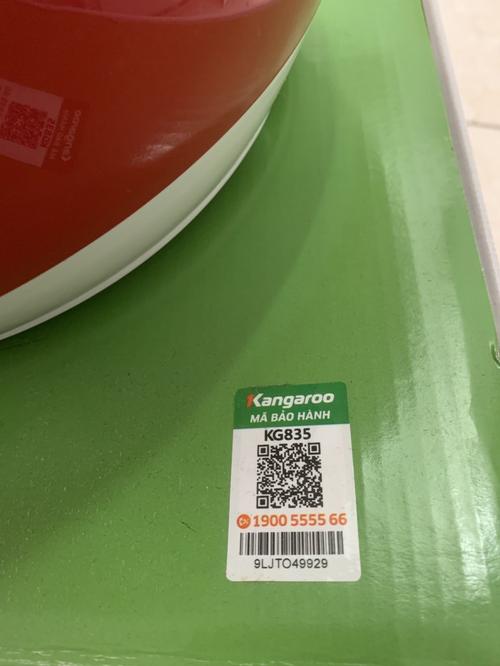 Kangaroo
MÃ BẢO HÀNH
KG835
1900 5555 66
9LJTO49929